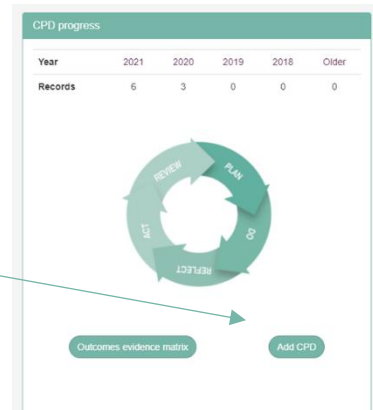 CPD progress
Year 2021 2020 2019 2018 Older
Records 6 3 0 0 0
REVIEW
PLAN
ACT
DO
REFLECT
Outcomes evidence matrix Add CPD